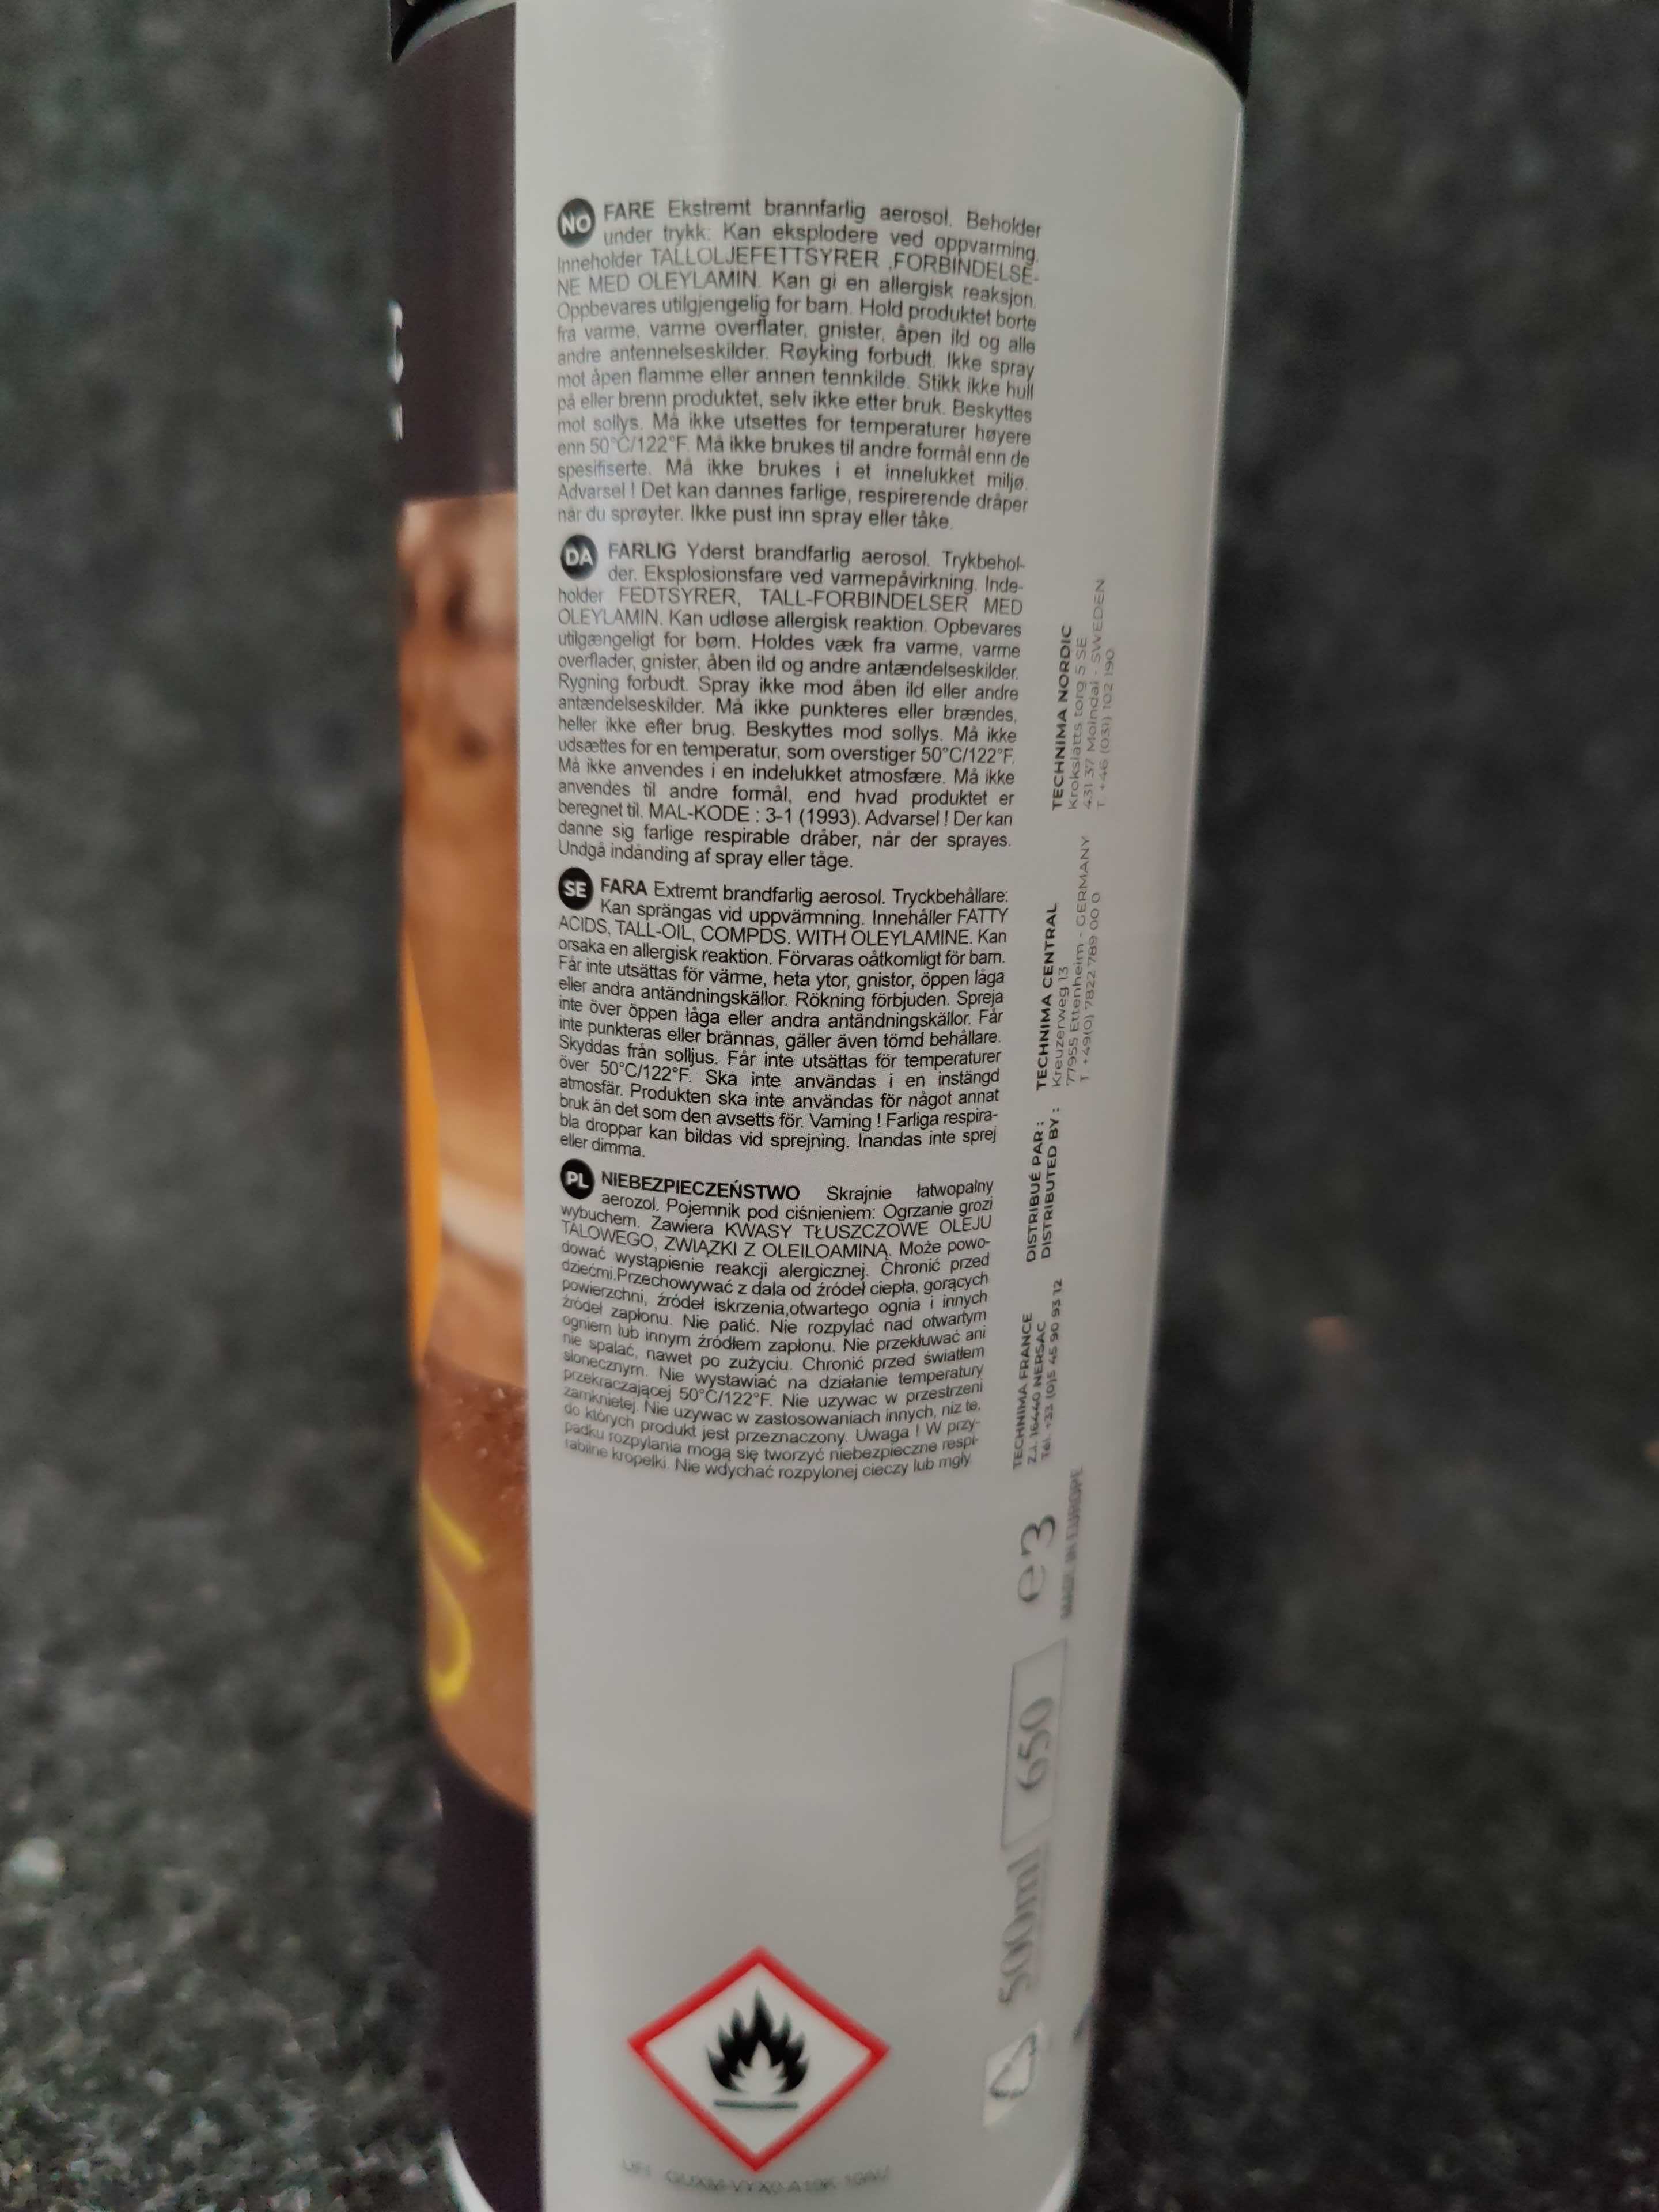 NO FARE Ekstremt brannfarlig aerosol. Beholder
under trykk: Kan eksplodere ved oppvarming.
Inneholder TALLOLJEFETTSYRER ,FORBINDELSE-
NE MED OLEYLAMIN. Kan gi en allergisk reaksjon.
Oppbevares utilgjengelig for barn. Hold produktet borte
fra varme, varme overflater, gnister, åpen ild og alle
andre antennelseskilder. Røyking forbudt. Ikke spray
mot åpen flamme eller annen tennkilde. Stikk ikke hull
på eller brenn produktet, selv ikke etter bruk. Beskyttes
mot sollys. Må ikke utsettes for temperaturer høyere
enn 50°C/122°F. Må ikke brukes til andre formål enn de
spesifiserte. Må ikke brukes i et innelukket miljø.
Advarsel ! Det kan dannes farlige, respirerende dråper
når du sprøyter. Ikke pust inn spray eller tåke.
DA FARLIG Yderst brandfarlig aerosol. Trykbehol-
der. Eksplosionsfare ved varmepåvirkning. Inde-
holder FEDTSYRER, TALL-FORBINDELSER MED
OLEYLAMIN. Kan udløse allergisk reaktion. Opbevares
utilgængeligt for børn. Holdes væk fra varme, varme
overflader, gnister, åben ild og andre antændelseskilder.
Rygning forbudt. Spray ikke mod åben ild eller andre
antændelseskilder. Må ikke punkteres eller brændes,
heller ikke efter brug. Beskyttes mod sollys. Må ikke
udsættes for en temperatur, som overstiger 50°C/122°F.
Må ikke anvendes i en indelukket atmosfære. Må ikke
anvendes til andre formål, end hvad produktet er
beregnet til. MAL-KODE : 3-1 (1993). Advarsel ! Der kan
danne sig farlige respirable dråber, når der sprayes.
Undgå indånding af spray eller tåge.
SE FARA Extremt brandfarlig aerosol. Tryckbehållare:
Kan sprängas vid uppvärmning. Innehåller FATTY
ACIDS, TALL-OIL, COMPDS. WITH OLEYLAMINE. Kan
orsaka en allergisk reaktion. Förvaras oåtkomligt för barn.
Får inte utsättas för värme, heta ytor, gnistor, öppen låga
eller andra antändningskällor. Rökning förbjuden. Spreja
inte över öppen låga eller andra antändningskällor. Får
inte punkteras eller brännas, gäller även tömd behållare.
Skyddas från solljus. Får inte utsättas för temperaturer
över 50°C/122°F. Ska inte användas i en instängd
atmosfär. Produkten ska inte användas för något annat
bruk än det som den avsetts för. Varning ! Farliga respira-
bla droppar kan bildas vid sprejning. Inandas inte sprej
eller dimma.
PL NIEBEZPIECZEŃSTWO Skrajnie łatwopalny
aerozol. Pojemnik pod ciśnieniem: Ogrzanie grozi
wybuchem. Zawiera KWASY TŁUSZCZOWE OLEJU
TALOWEGO, ZWIĄZKI Z OLEILOAMINĄ. Może powo-
dować wystąpienie reakcji alergicznej. Chronić przed
dziećmi.Przechowywać z dala od źródeł ciepła, gorących
powierzchni, źródeł iskrzenia,otwartego ognia i innych
źródeł zapłonu. Nie palić. Nie rozpylać nad otwartym
ogniem lub innym źródłem zapłonu. Nie przekłuwać ani
nie spalać, nawet po zużyciu. Chronić przed światłem
słonecznym. Nie wystawiać na działanie temperatury
przekraczającej 50°C/122°F. Nie uzywac w przestrzeni
zamknietej. Nie uzywac w zastosowaniach innych, niz te,
do których produkt jest przeznaczony. Uwaga ! W przy-
padku rozpylania mogą się tworzyć niebezpieczne respi-
rabilne kropelki. Nie wdychać rozpylonej cieczy lub mgły.
TECHNIMA FRANCE
Z.I. 16440 NERSAC
Tél. +33 (0)5 45 90 93 12
DISTRIBUÉ PAR :
DISTRIBUTED BY :
TECHNIMA CENTRAL
Kreuzerweg 13
77955 Ettenheim - GERMANY
T. +49(0) 7822 789 00 0
TECHNIMA NORDIC
Krokslätts torg 5 SE
431 37 Mölndal - SWEDEN
T +46 (031) 102 190
500ml 650 e3
MADE IN EUROPE